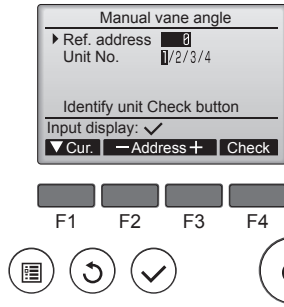 Manual vane angle
Ref. address 0
Unit No. 1/2/3/4
Identify unit Check button
Input display: ✓
▼ Cur. − Address + Check
F1 F2 F3 F4